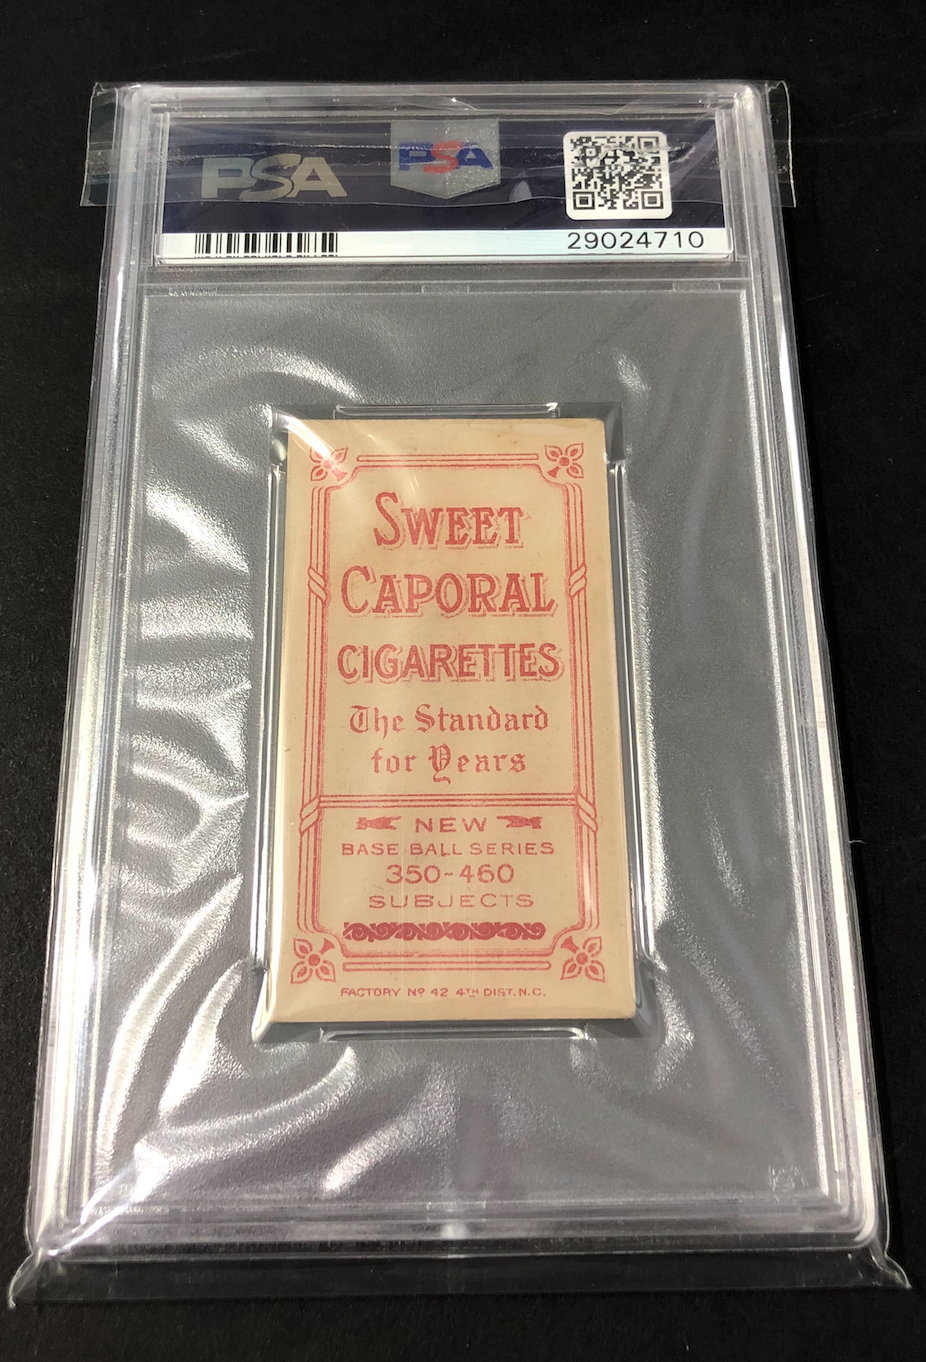 PSA PSA
29024710
SWEET
CAPORAL
CIGARETTES
The Standard
for Years
NEW
BASE BALL SERIES
350-460
SUBJECTS
FACTORY Nº 42 4TH DIST. N.C.